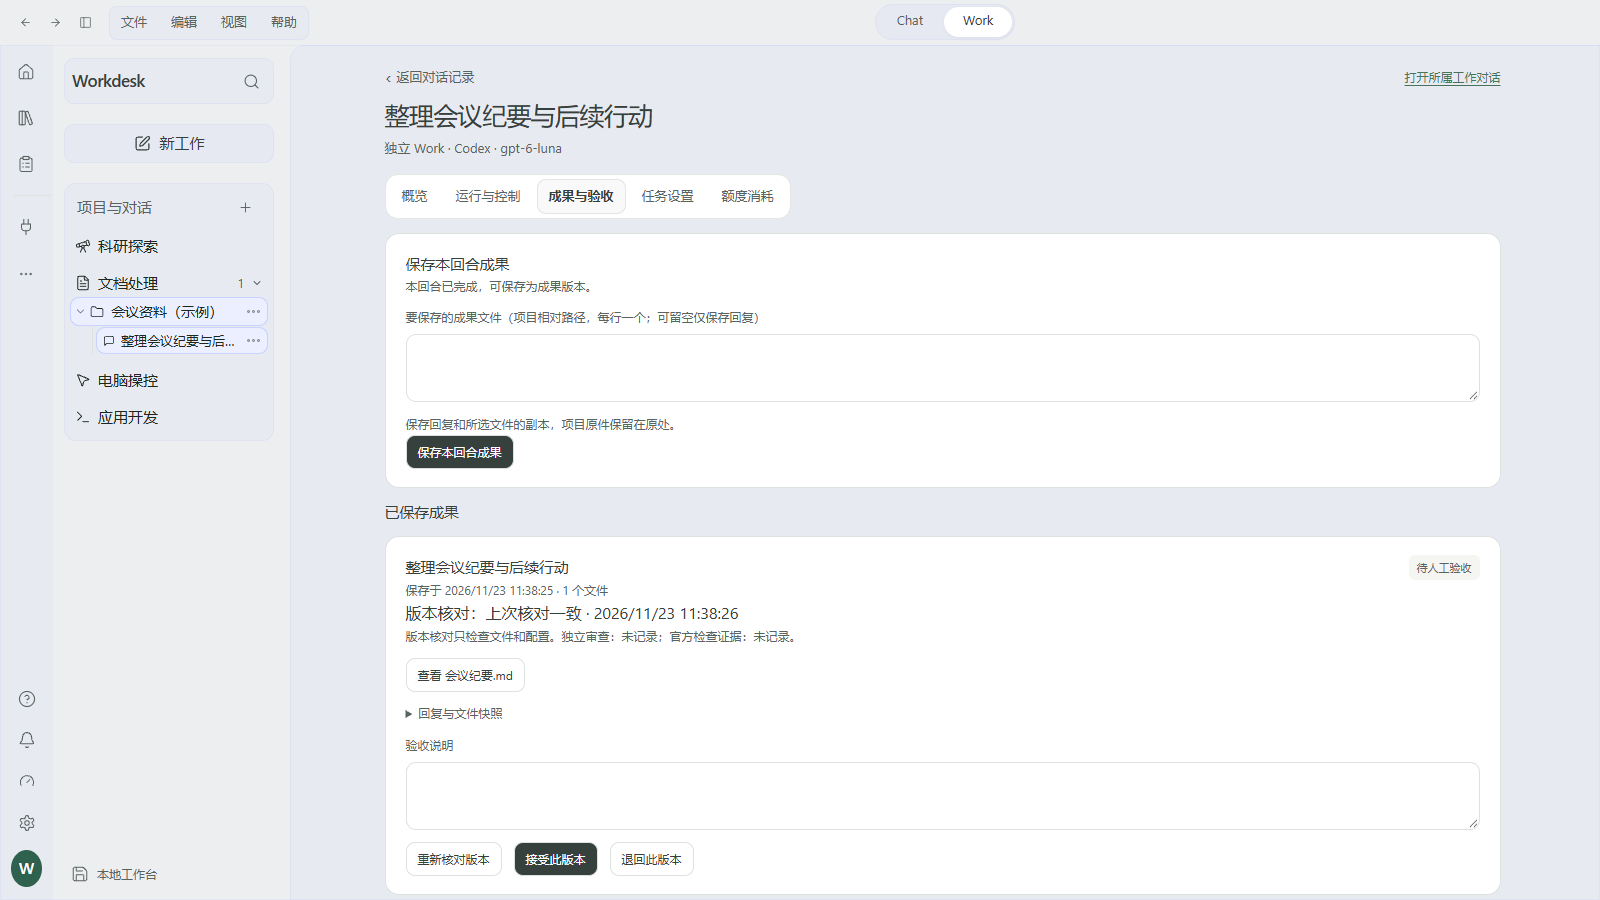 文件 编辑 视图 帮助
Chat Work
Workdesk
新工作
项目与对话
科研探索
文档处理 1
会议资料（示例）
整理会议纪要与后...
电脑操控
应用开发
W
本地工作台
返回对话记录
打开所属工作对话
整理会议纪要与后续行动
独立 Work · Codex · gpt-6-luna
概览 运行与控制 成果与验收 任务设置 额度消耗
保存本回合成果
本回合已完成，可保存为成果版本。
要保存的成果文件（项目相对路径，每行一个；可留空仅保存回复）
保存回复和所选文件的副本，项目原件保留在原处。
保存本回合成果
已保存成果
整理会议纪要与后续行动
待人工验收
保存于 2026/11/23 11:38:25 · 1 个文件
版本核对：上次核对一致 · 2026/11/23 11:38:26
版本核对只检查文件和配置。独立审查：未记录；官方检查证据：未记录。
查看 会议纪要.md
回复与文件快照
验收说明
重新核对版本 接受此版本 退回此版本